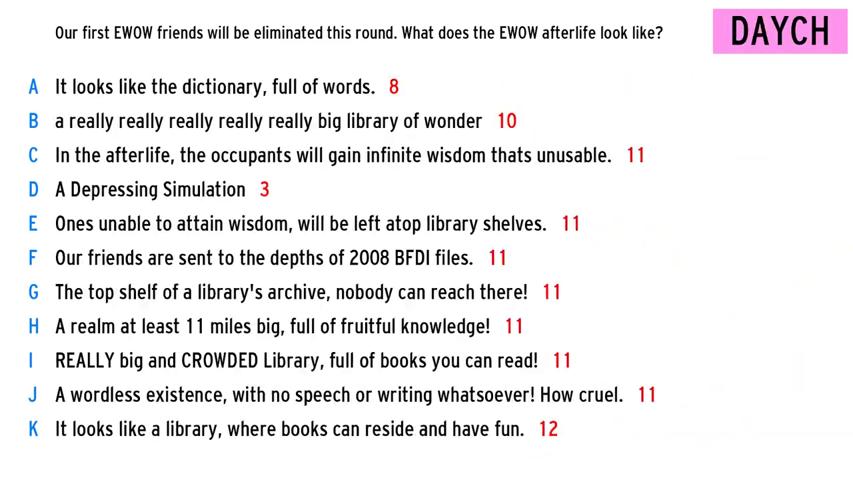 Our first EWOW friends will be eliminated this round. What does the EWOW afterlife look like?
DAYCH
A It looks like the dictionary, full of words. 8
B a really really really really really big library of wonder 10
C In the afterlife, the occupants will gain infinite wisdom thats unusable. 11
D A Depressing Simulation 3
E Ones unable to attain wisdom, will be left atop library shelves. 11
F Our friends are sent to the depths of 2008 BFDI files. 11
G The top shelf of a library's archive, nobody can reach there! 11
H A realm at least 11 miles big, full of fruitful knowledge! 11
I REALLY big and CROWDED Library, full of books you can read! 11
J A wordless existence, with no speech or writing whatsoever! How cruel. 11
K It looks like a library, where books can reside and have fun. 12